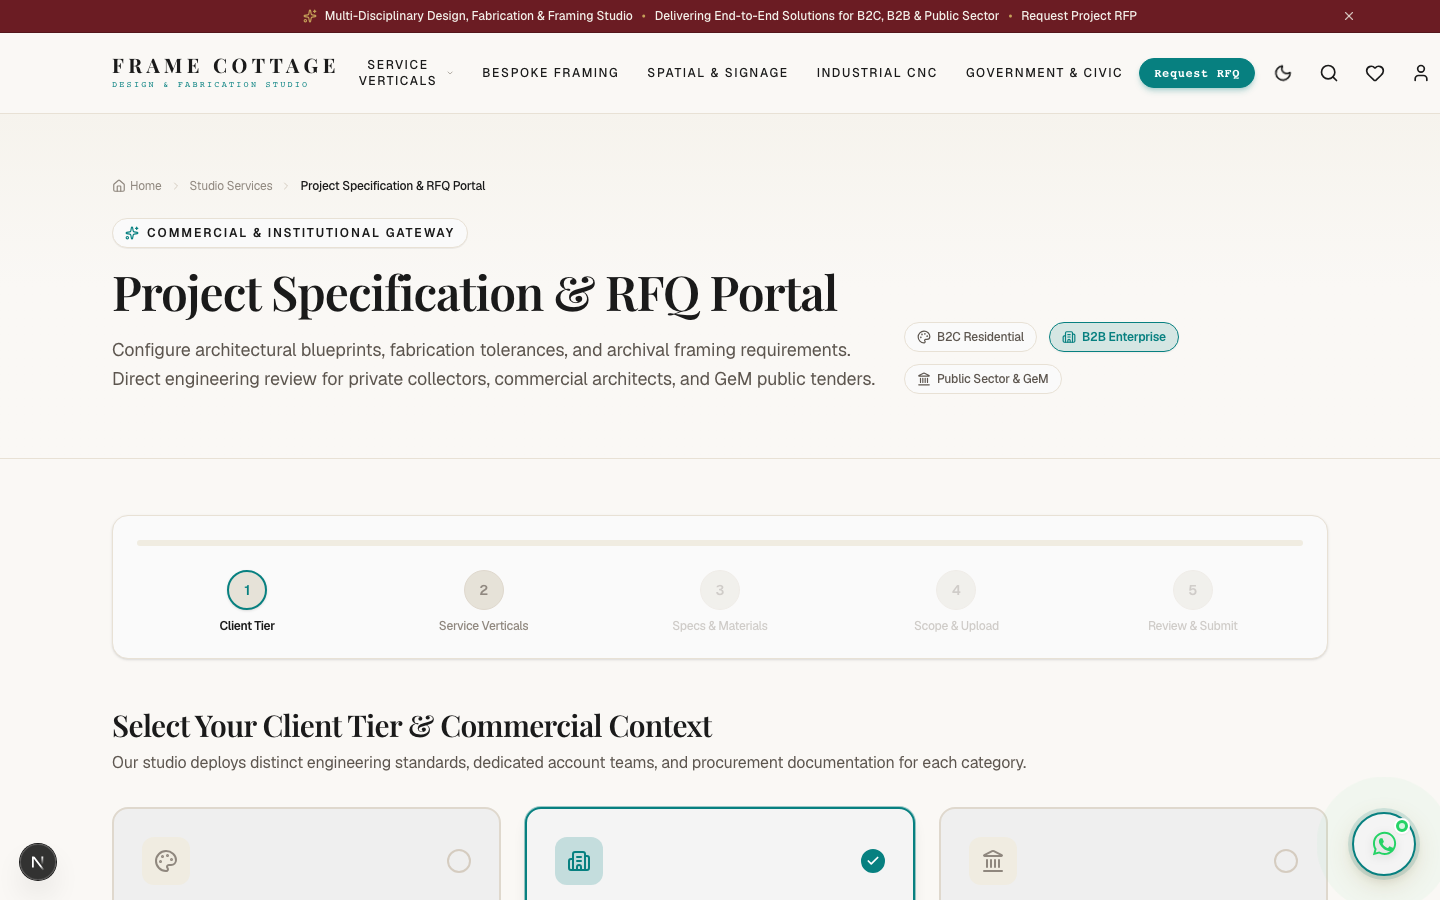 Multi-Disciplinary Design, Fabrication & Framing Studio • Delivering End-to-End Solutions for B2C, B2B & Public Sector • Request Project RFP
FRAME COTTAGE
DESIGN & FABRICATION STUDIO
SERVICE
VERTICALS
BESPOKE FRAMING
SPATIAL & SIGNAGE
INDUSTRIAL CNC
GOVERNMENT & CIVIC
Request RFQ
Home
Studio Services
Project Specification & RFQ Portal
COMMERCIAL & INSTITUTIONAL GATEWAY
Project Specification & RFQ Portal
Configure architectural blueprints, fabrication tolerances, and archival framing requirements.
Direct engineering review for private collectors, commercial architects, and GeM public tenders.
B2C Residential
B2B Enterprise
Public Sector & GeM
1
2
3
4
5
Client Tier
Service Verticals
Specs & Materials
Scope & Upload
Review & Submit
Select Your Client Tier & Commercial Context
Our studio deploys distinct engineering standards, dedicated account teams, and procurement documentation for each category.
N